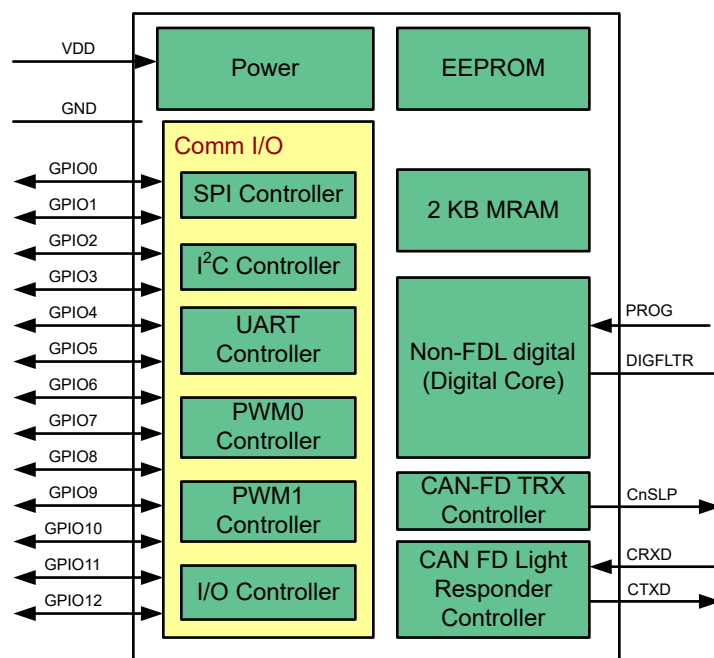 VDD
GND
GPIO0
GPIO1
GPIO2
GPIO3
GPIO4
GPIO5
GPIO6
GPIO7
GPIO8
GPIO9
GPIO10
GPIO11
GPIO12
Power
Comm I/O
SPI Controller
I²C Controller
UART
Controller
PWM0
Controller
PWM1
Controller
I/O Controller
EEPROM
2 KB MRAM
Non-FDL digital
(Digital Core)
CAN-FD TRX
Controller
CAN FD Light
Responder
Controller
PROG
DIGFLTR
CnSLP
CRXD
CTXD